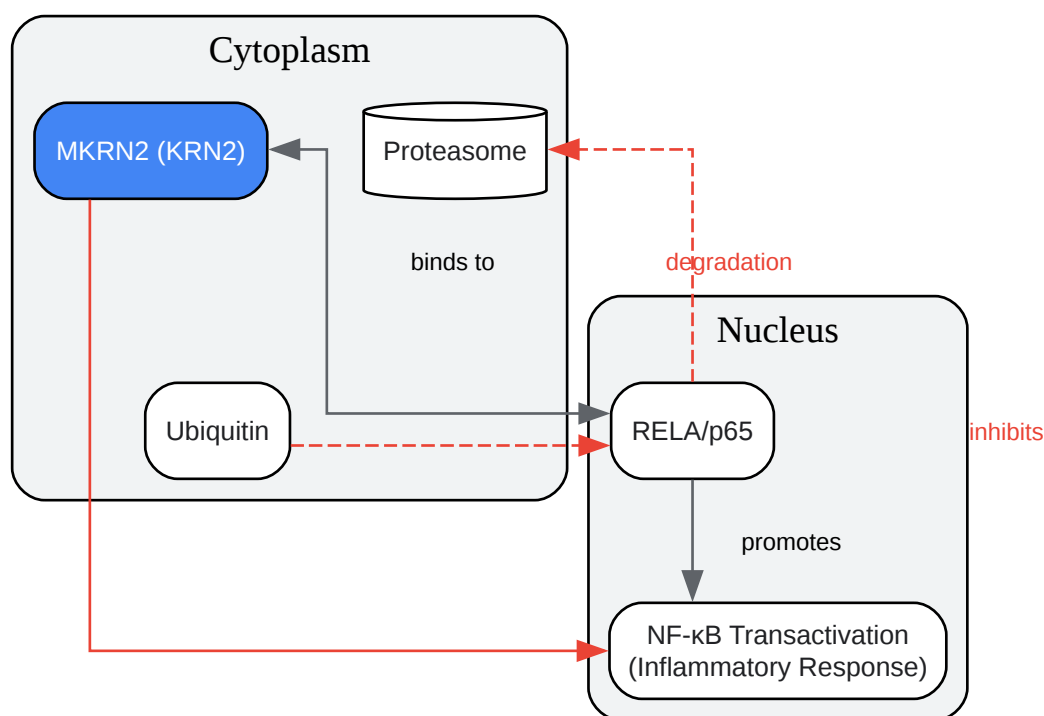 Cytoplasm
MKRN2 (KRN2)
Proteasome
binds to
degradation
Nucleus
Ubiquitin
RELA/p65
inhibits
promotes
NF-κB Transactivation
(Inflammatory Response)